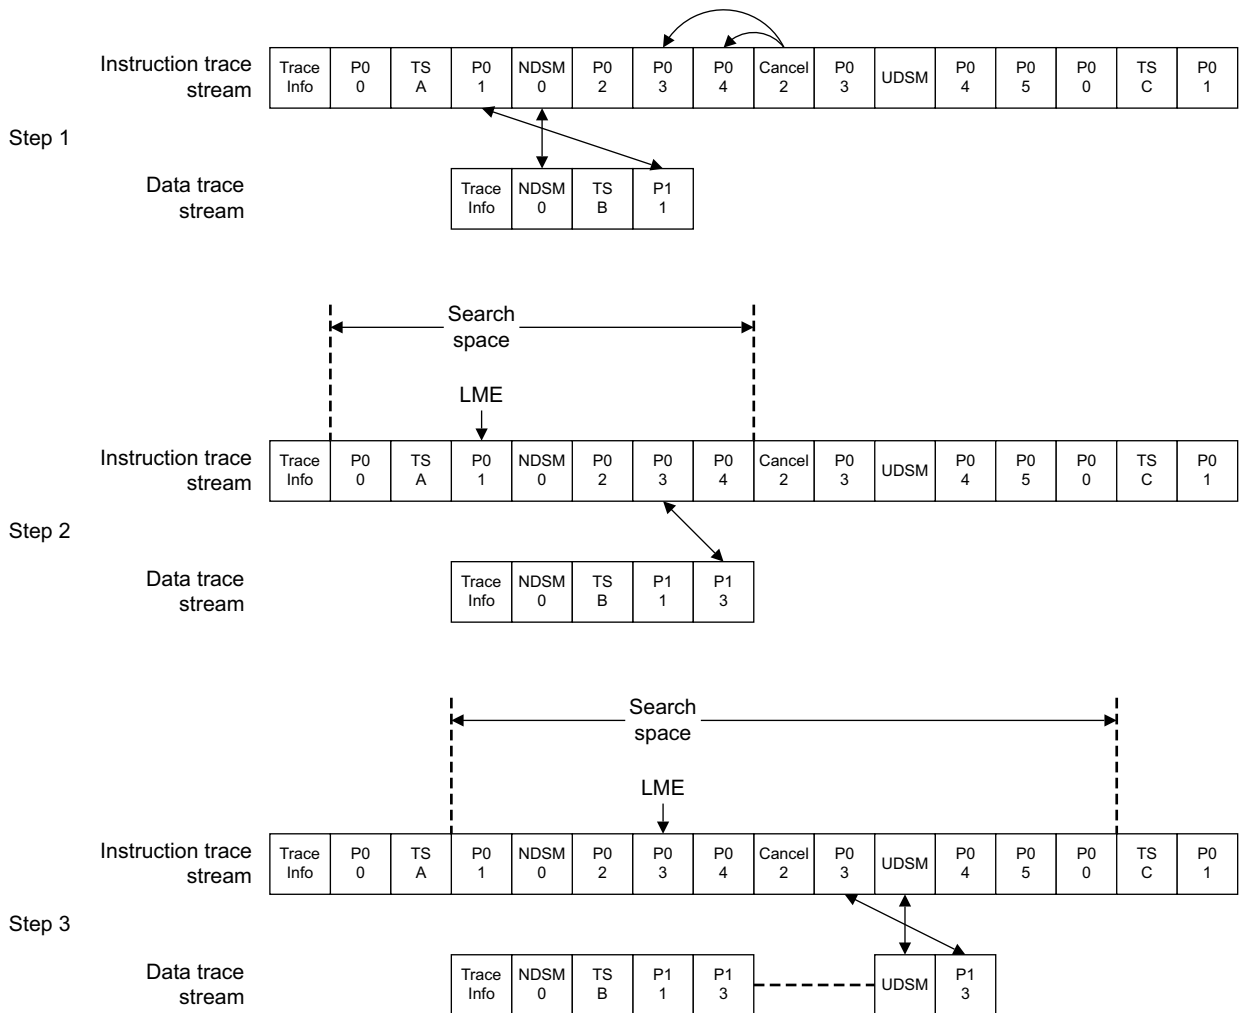 Instruction trace
stream
Trace
Info
P0
0
TS
A
P0
1
NDSM
0
P0
2
P0
3
P0
4
Cancel
2
P0
3
UDSM
P0
4
P0
5
P0
0
TS
C
P0
1
Step 1
Data trace
stream
Trace
Info
NDSM
0
TS
B
P1
1
Search
space
LME
Instruction trace
stream
Trace
Info
P0
0
TS
A
P0
1
NDSM
0
P0
2
P0
3
P0
4
Cancel
2
P0
3
UDSM
P0
4
P0
5
P0
0
TS
C
P0
1
Step 2
Data trace
stream
Trace
Info
NDSM
0
TS
B
P1
1
P1
3
Search
space
LME
Instruction trace
stream
Trace
Info
P0
0
TS
A
P0
1
NDSM
0
P0
2
P0
3
P0
4
Cancel
2
P0
3
UDSM
P0
4
P0
5
P0
0
TS
C
P0
1
Step 3
Data trace
stream
Trace
Info
NDSM
0
TS
B
P1
1
P1
3
UDSM
P1
3